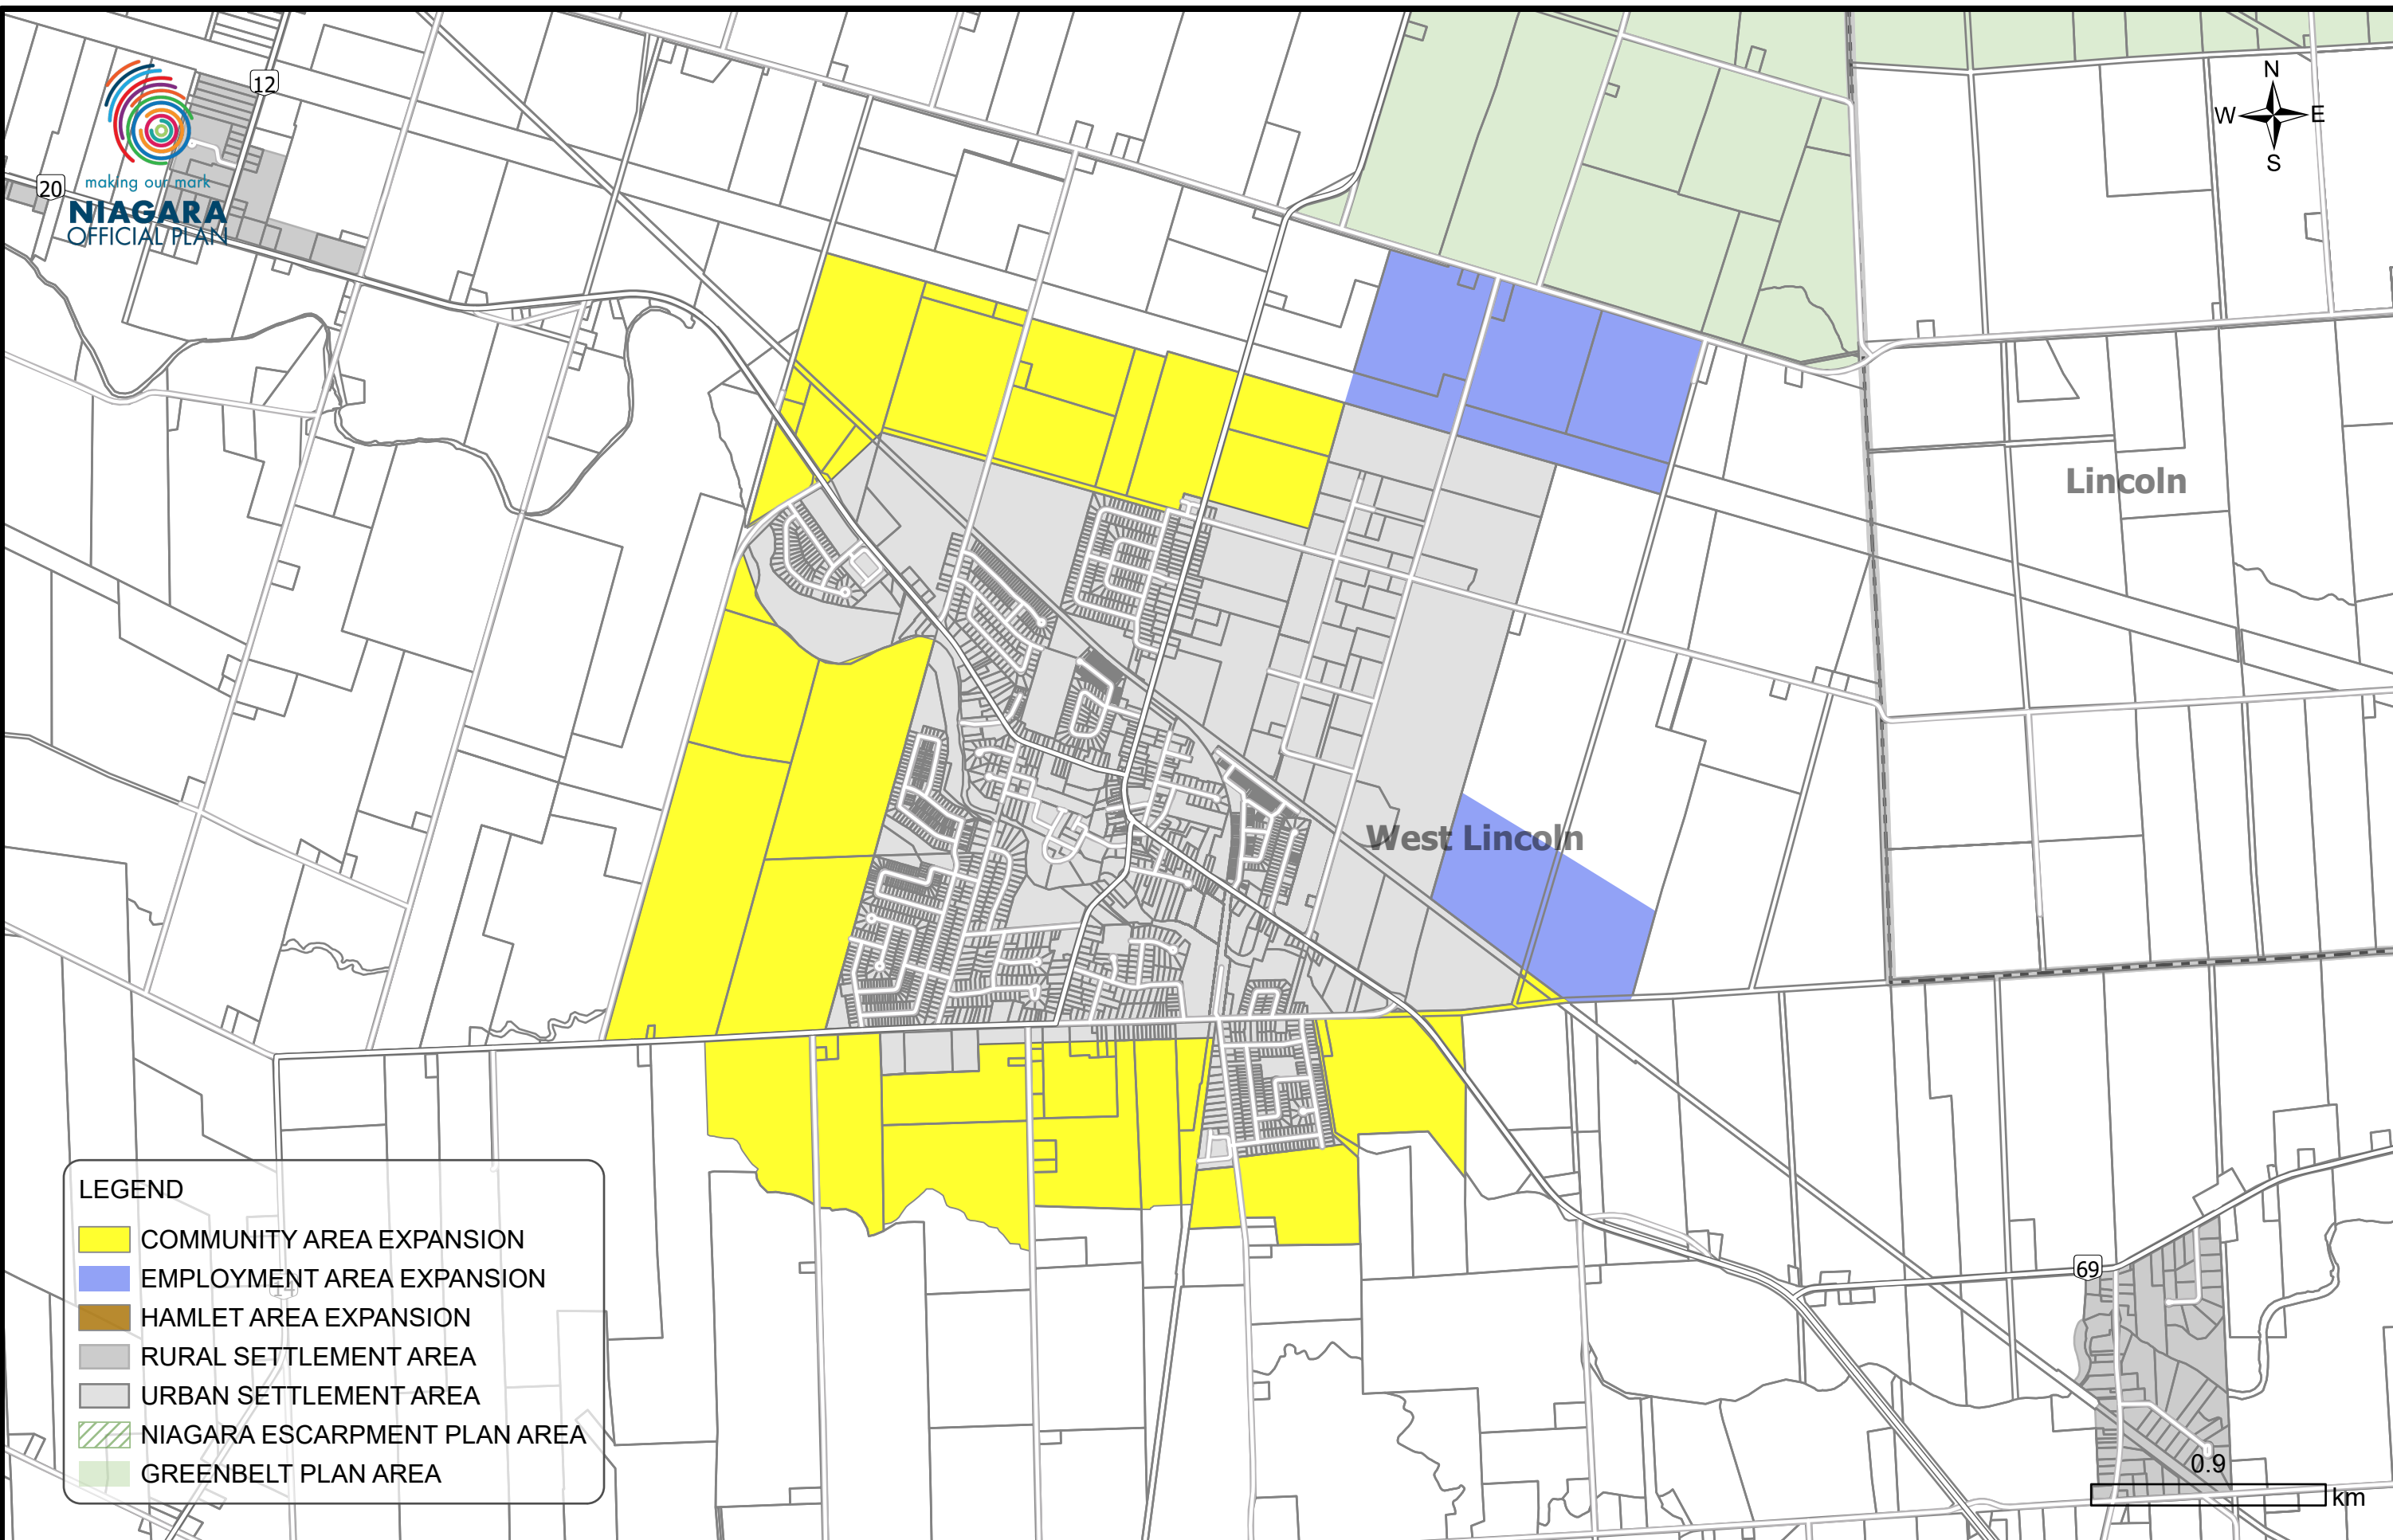 12
20
making our mark
NIAGARA
OFFICIAL PLAN
N
W
E
S
Lincoln
West Lincoln
LEGEND
COMMUNITY AREA EXPANSION
EMPLOYMENT AREA EXPANSION
14
HAMLET AREA EXPANSION
RURAL SETTLEMENT AREA
URBAN SETTLEMENT AREA
NIAGARA ESCARPMENT PLAN AREA
GREENBELT PLAN AREA
69
0.9
km